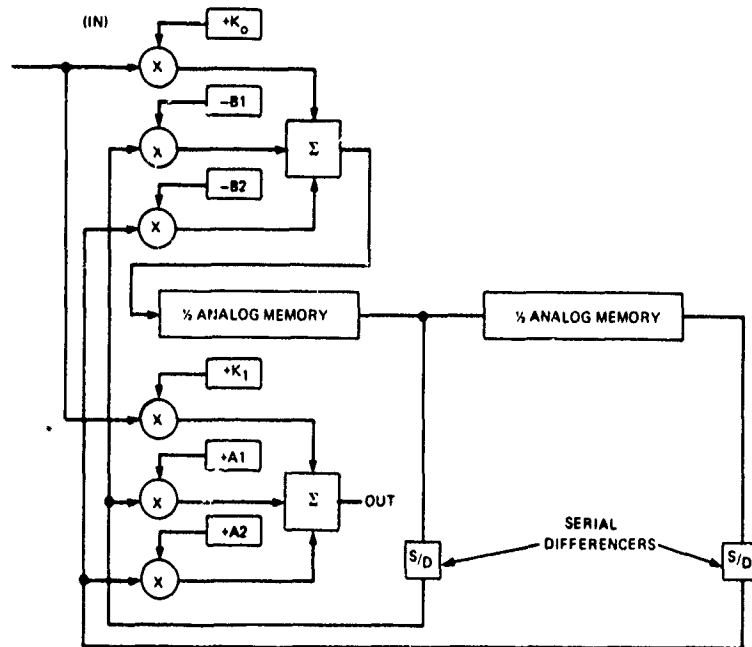 (IN)
+K₀
X
−B1
X
Σ
−B2
X
½ ANALOG MEMORY
½ ANALOG MEMORY
+K₁
X
+A1
X
Σ
OUT
+A2
X
SERIAL
DIFFERENCERS
S/D
S/D